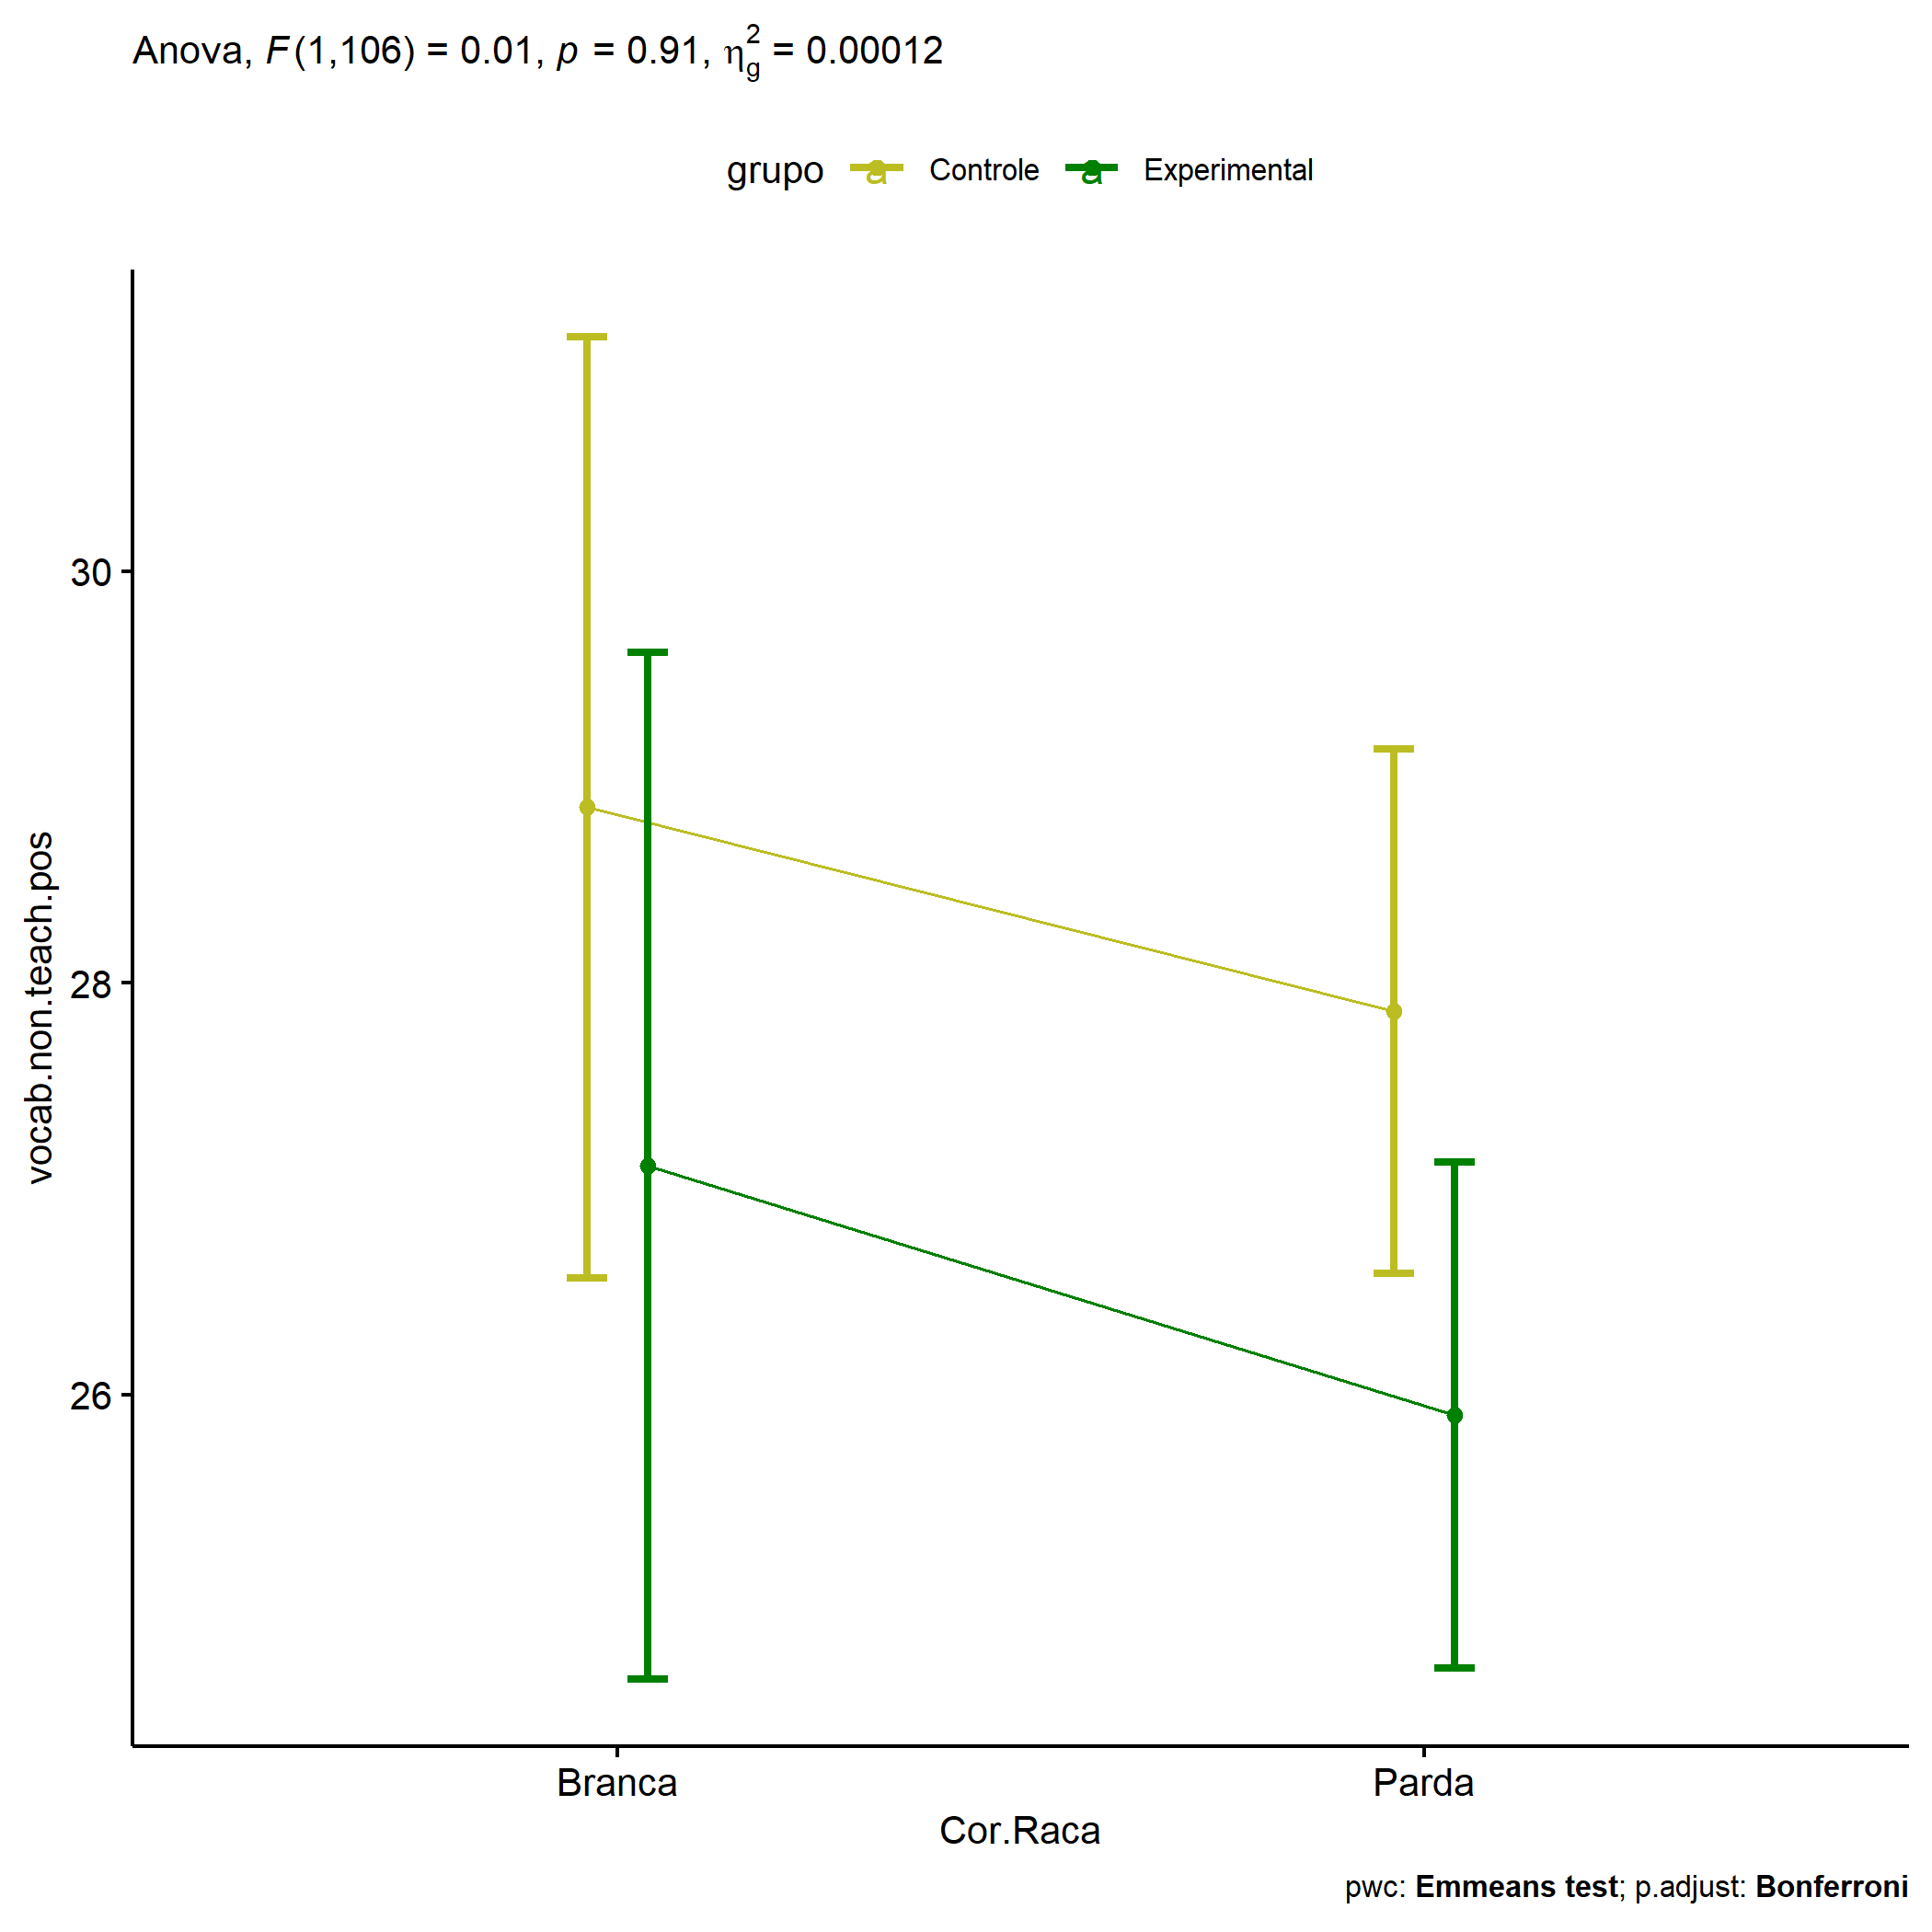 Anova, F(1,106) = 0.01, p = 0.91, η²g = 0.00012
grupo a Controle a Experimental
30
28
26
vocab.non.teach.pos
Branca Parda
Cor.Raca
pwc: Emmeans test; p.adjust: Bonferroni